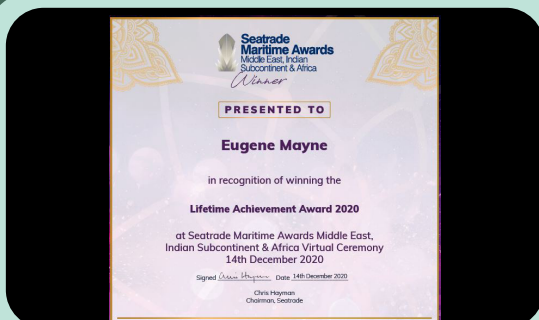 Seatrade
Maritime Awards
Middle East, Indian
Subcontinent & Africa
Winner
PRESENTED TO
Eugene Mayne
in recognition of winning the
Lifetime Achievement Award 2020
at Seatrade Maritime Awards Middle East,
Indian Subcontinent & Africa Virtual Ceremony
14th December 2020
Signed Chris Hayman Date 14th December 2020
Chris Hayman
Chairman, Seatrade